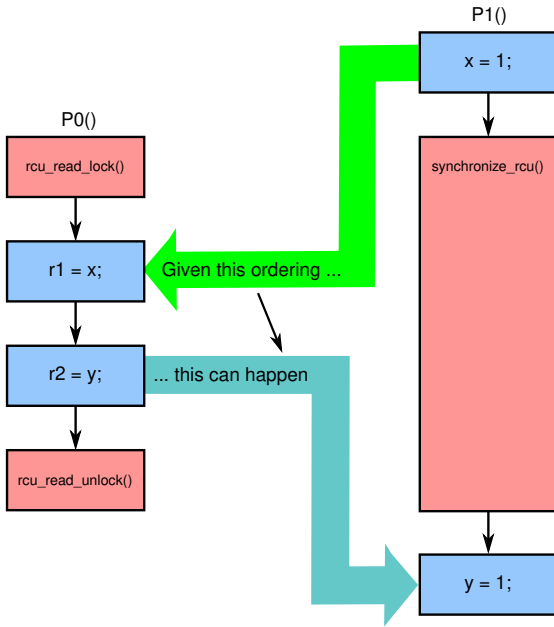 P1()
x = 1;
P0()
rcu_read_lock()
synchronize_rcu()
r1 = x;
Given this ordering ...
r2 = y;
... this can happen
rcu_read_unlock()
y = 1;